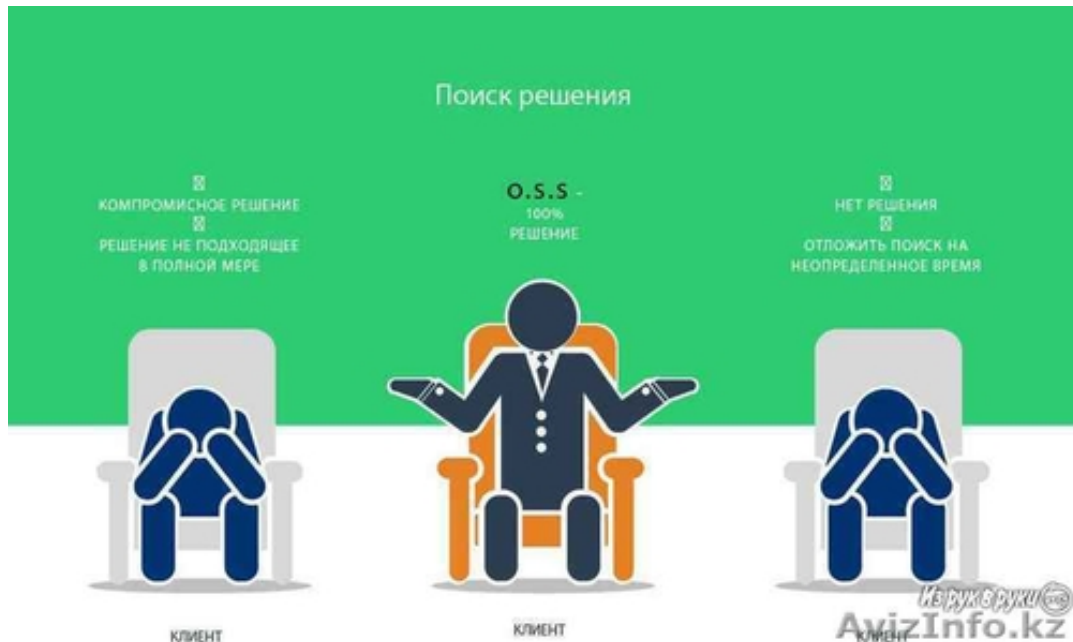 Поиск решения
КОМПРОМИСНОЕ РЕШЕНИЕ
РЕШЕНИЕ НЕ ПОДХОДЯЩЕЕ
В ПОЛНОЙ МЕРЕ
O.S.S -
100%
РЕШЕНИЕ
НЕТ РЕШЕНИЯ
ОТЛОЖИТЬ ПОИСК НА
НЕОПРЕДЕЛЕННОЕ ВРЕМЯ
КЛИЕНТ
КЛИЕНТ
КЛИЕНТ
Из рук в руки
AvizInfo.kz